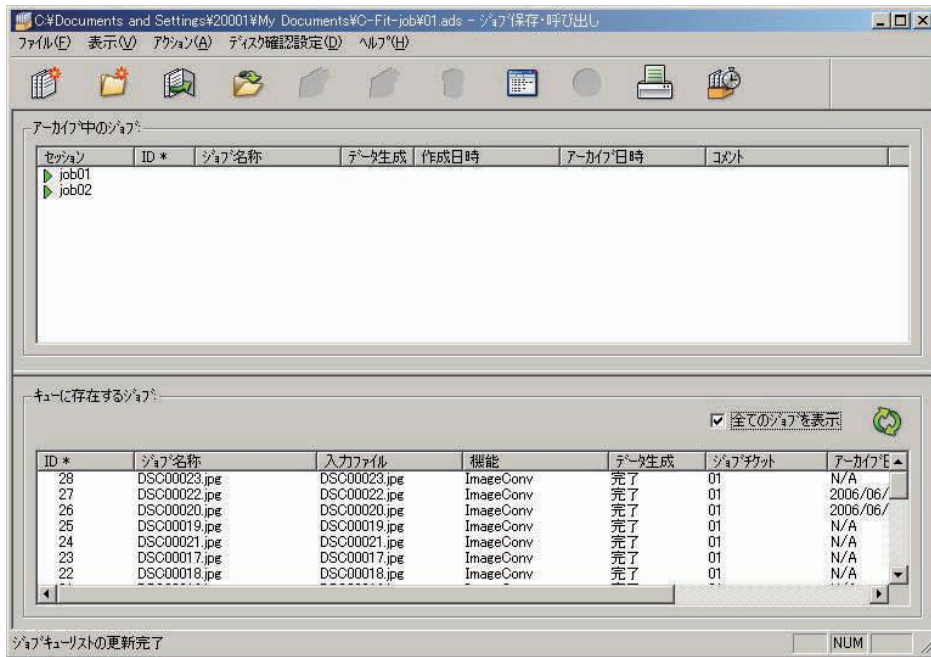 C:¥Documents and Settings¥20001¥My Documents¥C-Fit-job¥01.ads - ｼﾞｮﾌﾞ保存・呼び出し
ﾌｧｲﾙ(F) 表示(V) ｱｸｼｮﾝ(A) ﾃﾞｨｽｸ確認設定(D) ﾍﾙﾌﾟ(H)
ｱｰｶｲﾌﾞ中のｼﾞｮﾌﾞ:
ｾｯｼｮﾝ ID * ｼﾞｮﾌﾞ名称 ﾃﾞｰﾀ生成 作成日時 ｱｰｶｲﾌﾞ日時 ｺﾒﾝﾄ
job01
job02
ｷｭｰに存在するｼﾞｮﾌﾞ:
全てのｼﾞｮﾌﾞを表示
ID * ｼﾞｮﾌﾞ名称 入力ﾌｧｲﾙ 機能 ﾃﾞｰﾀ生成 ｼﾞｮﾌﾞﾁｹｯﾄ ｱｰｶｲﾌﾞ
28 DSC00023.jpg DSC00023.jpg ImageConv 完了 01 N/A
27 DSC00022.jpg DSC00022.jpg ImageConv 完了 01 2006/06/
26 DSC00020.jpg DSC00020.jpg ImageConv 完了 01 2006/06/
25 DSC00019.jpg DSC00019.jpg ImageConv 完了 01 N/A
24 DSC00021.jpg DSC00021.jpg ImageConv 完了 01 N/A
23 DSC00017.jpg DSC00017.jpg ImageConv 完了 01 N/A
22 DSC00018.jpg DSC00018.jpg ImageConv 完了 01 N/A
ｼﾞｮﾌﾞｷｭｰﾘｽﾄの更新完了 NUM